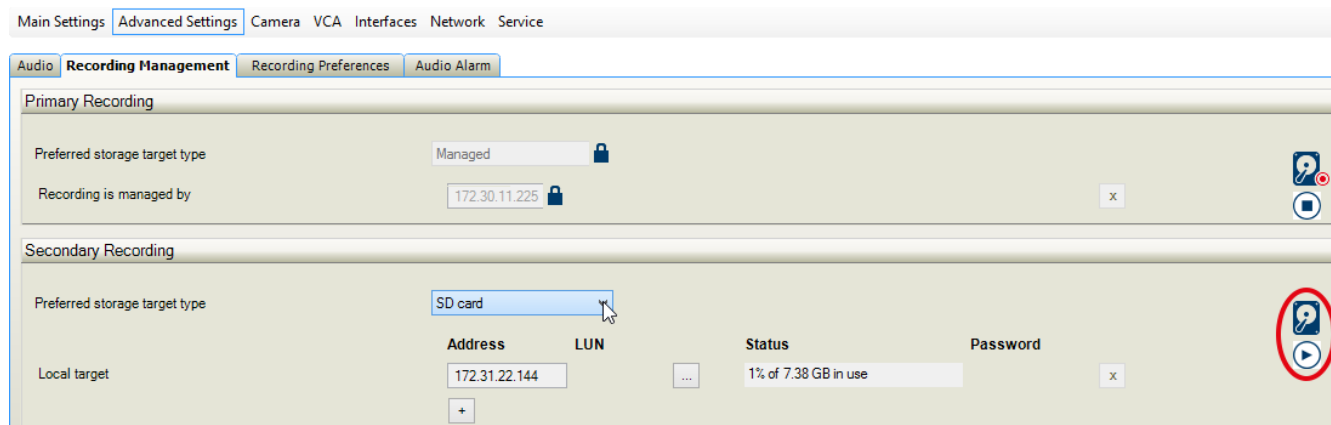 Main Settings Advanced Settings Camera VCA Interfaces Network Service
Audio Recording Management Recording Preferences Audio Alarm
Primary Recording
Preferred storage target type Managed
Recording is managed by 172.30.11.225 x
Secondary Recording
Preferred storage target type SD card
Address LUN Status Password
Local target 172.31.22.144 ... 1% of 7.38 GB in use x
+